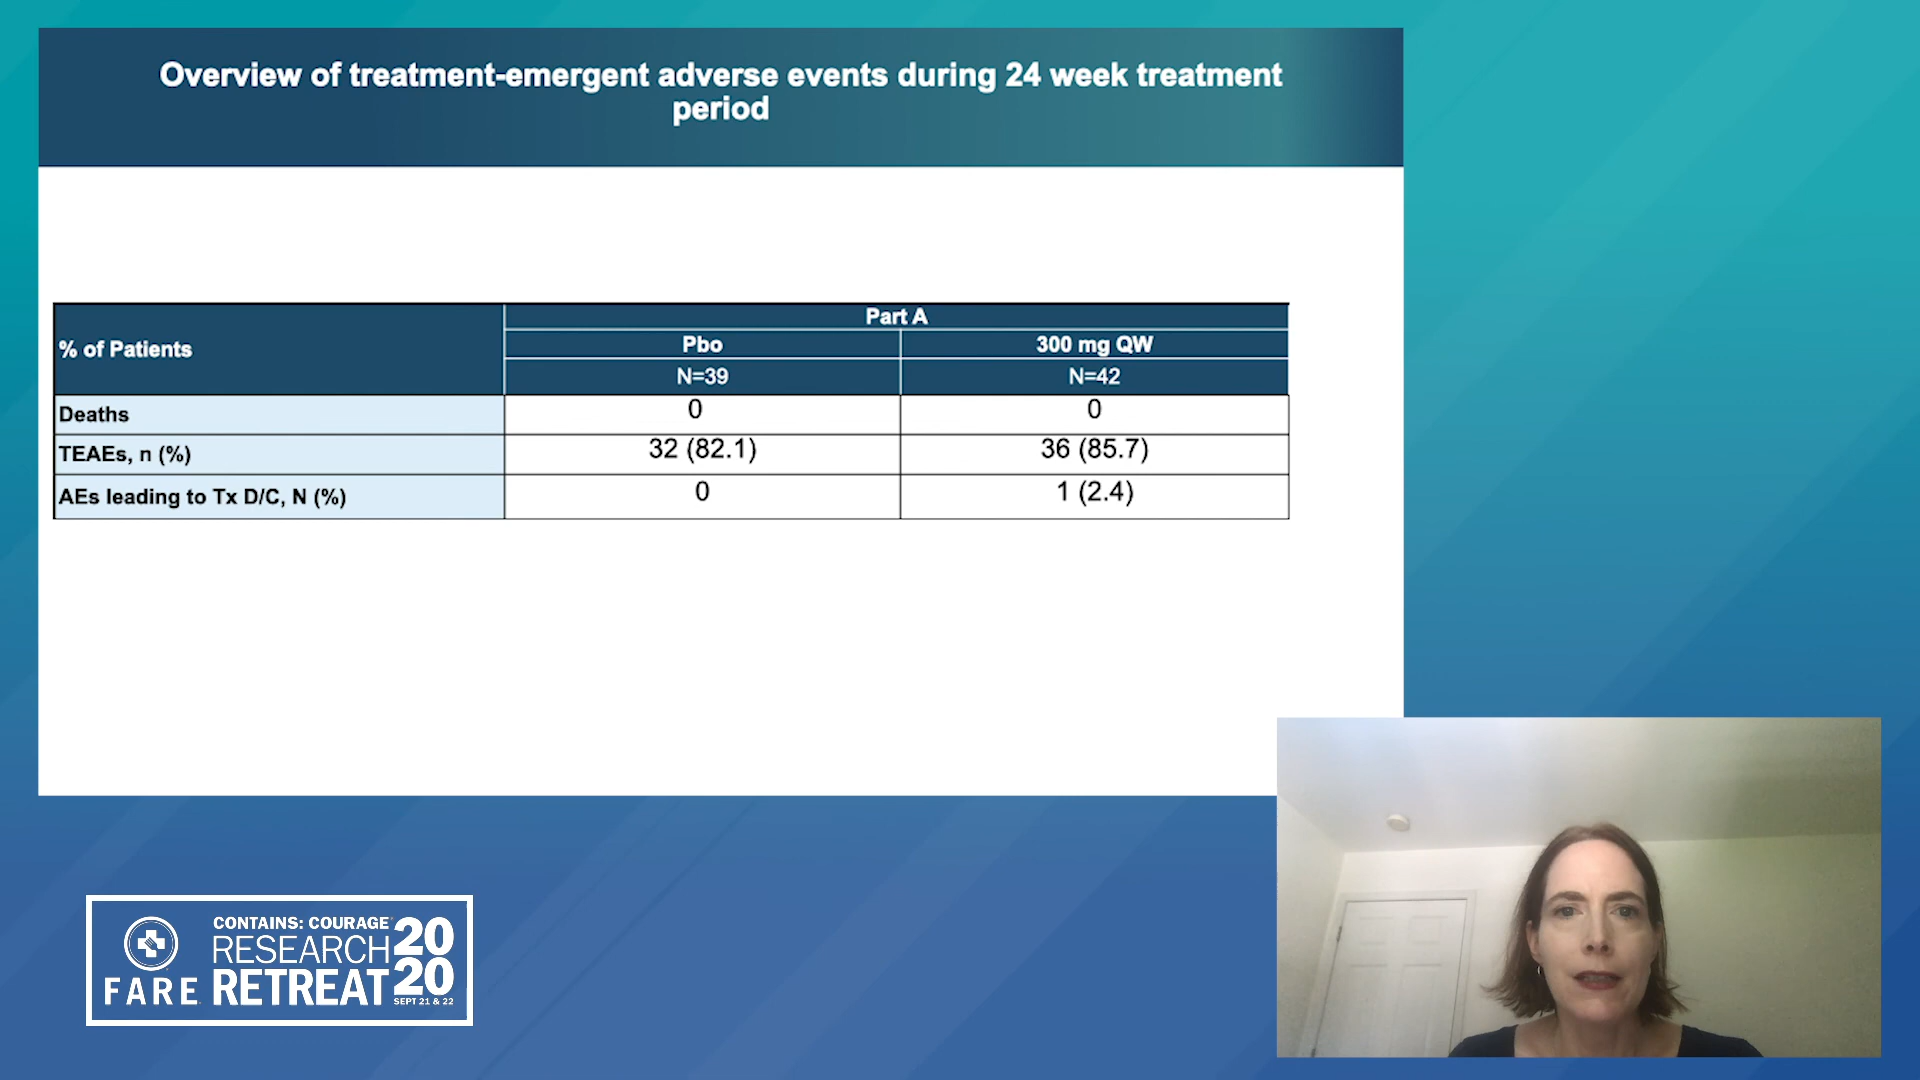 Overview of treatment-emergent adverse events during 24 week treatment
period
% of Patients
Part A
Pbo
300 mg QW
N=39
N=42
Deaths
0
0
TEAEs, n (%)
32 (82.1)
36 (85.7)
AEs leading to Tx D/C, N (%)
0
1 (2.4)
FARE
CONTAINS: COURAGE
RESEARCH
RETREAT
20
20
SEPT 21 & 22